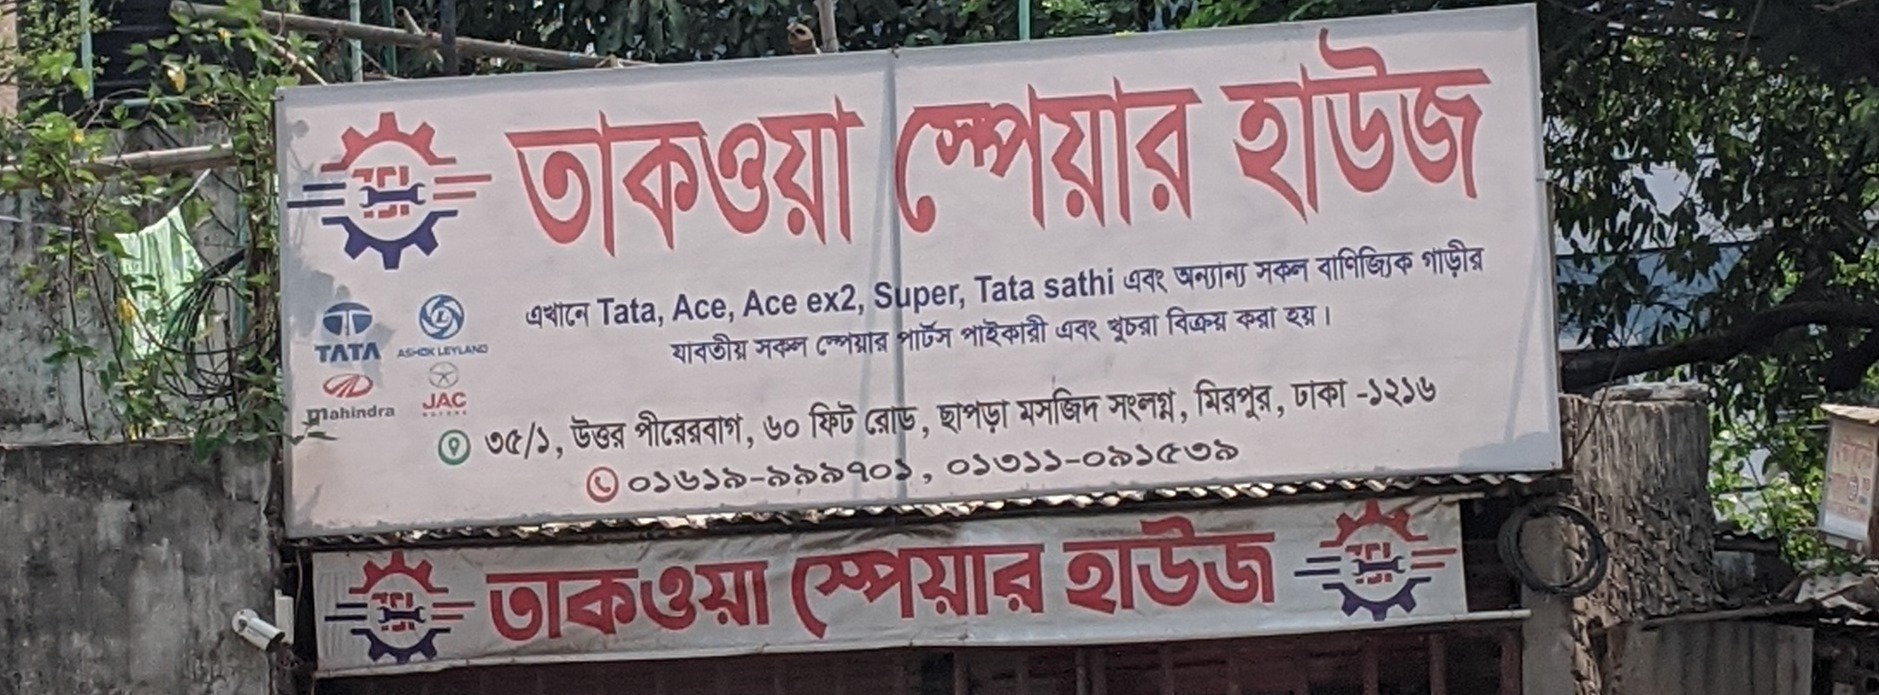 তাকওয়া স্পেয়ার হাউজ
এখানে Tata, Ace, Ace ex2, Super, Tata sathi এবং অন্যান্য সকল বাণিজ্যিক গাড়ীর
যাবতীয় সকল স্পেয়ার পার্টস পাইকারী এবং খুচরা বিক্রয় করা হয়।
TATA
ASHOK LEYLAND
Mahindra
JAC
৩৫/১, উত্তর পীরেরবাগ, ৬০ ফিট রোড, ছাপড়া মসজিদ সংলগ্ন, মিরপুর, ঢাকা -১২১৬
০১৬১৯-৯৯৯৭০১, ০১৩১১-০৯১৫৩৯
তাকওয়া স্পেয়ার হাউজ